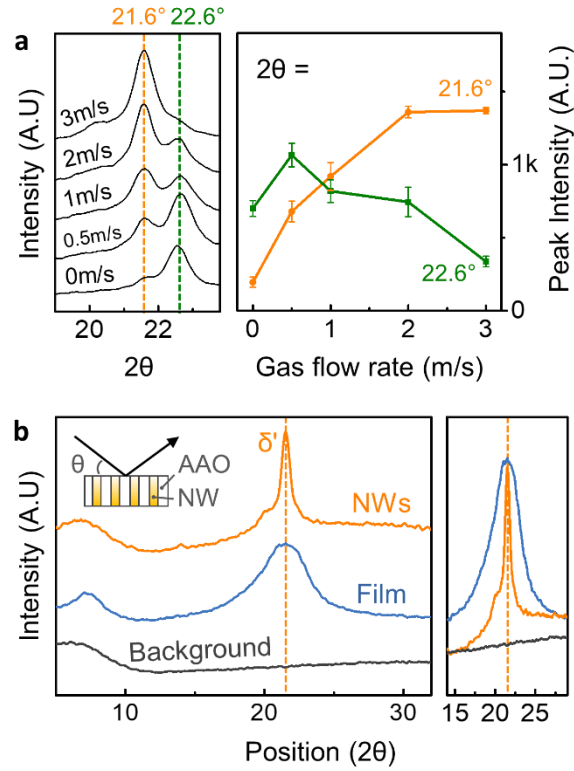 a
21.6° 22.6°
Intensity (A.U)
3m/s
2m/s
1m/s
0.5m/s
0m/s
20 22
2θ
2θ =
21.6°
22.6°
1k
0
Peak Intensity (A.U)
0 1 2 3
Gas flow rate (m/s)
b
Intensity (A.U)
θ
AAO
NW
δ'
NWs
Film
Background
10 20 30
15 20 25
Position (2θ)